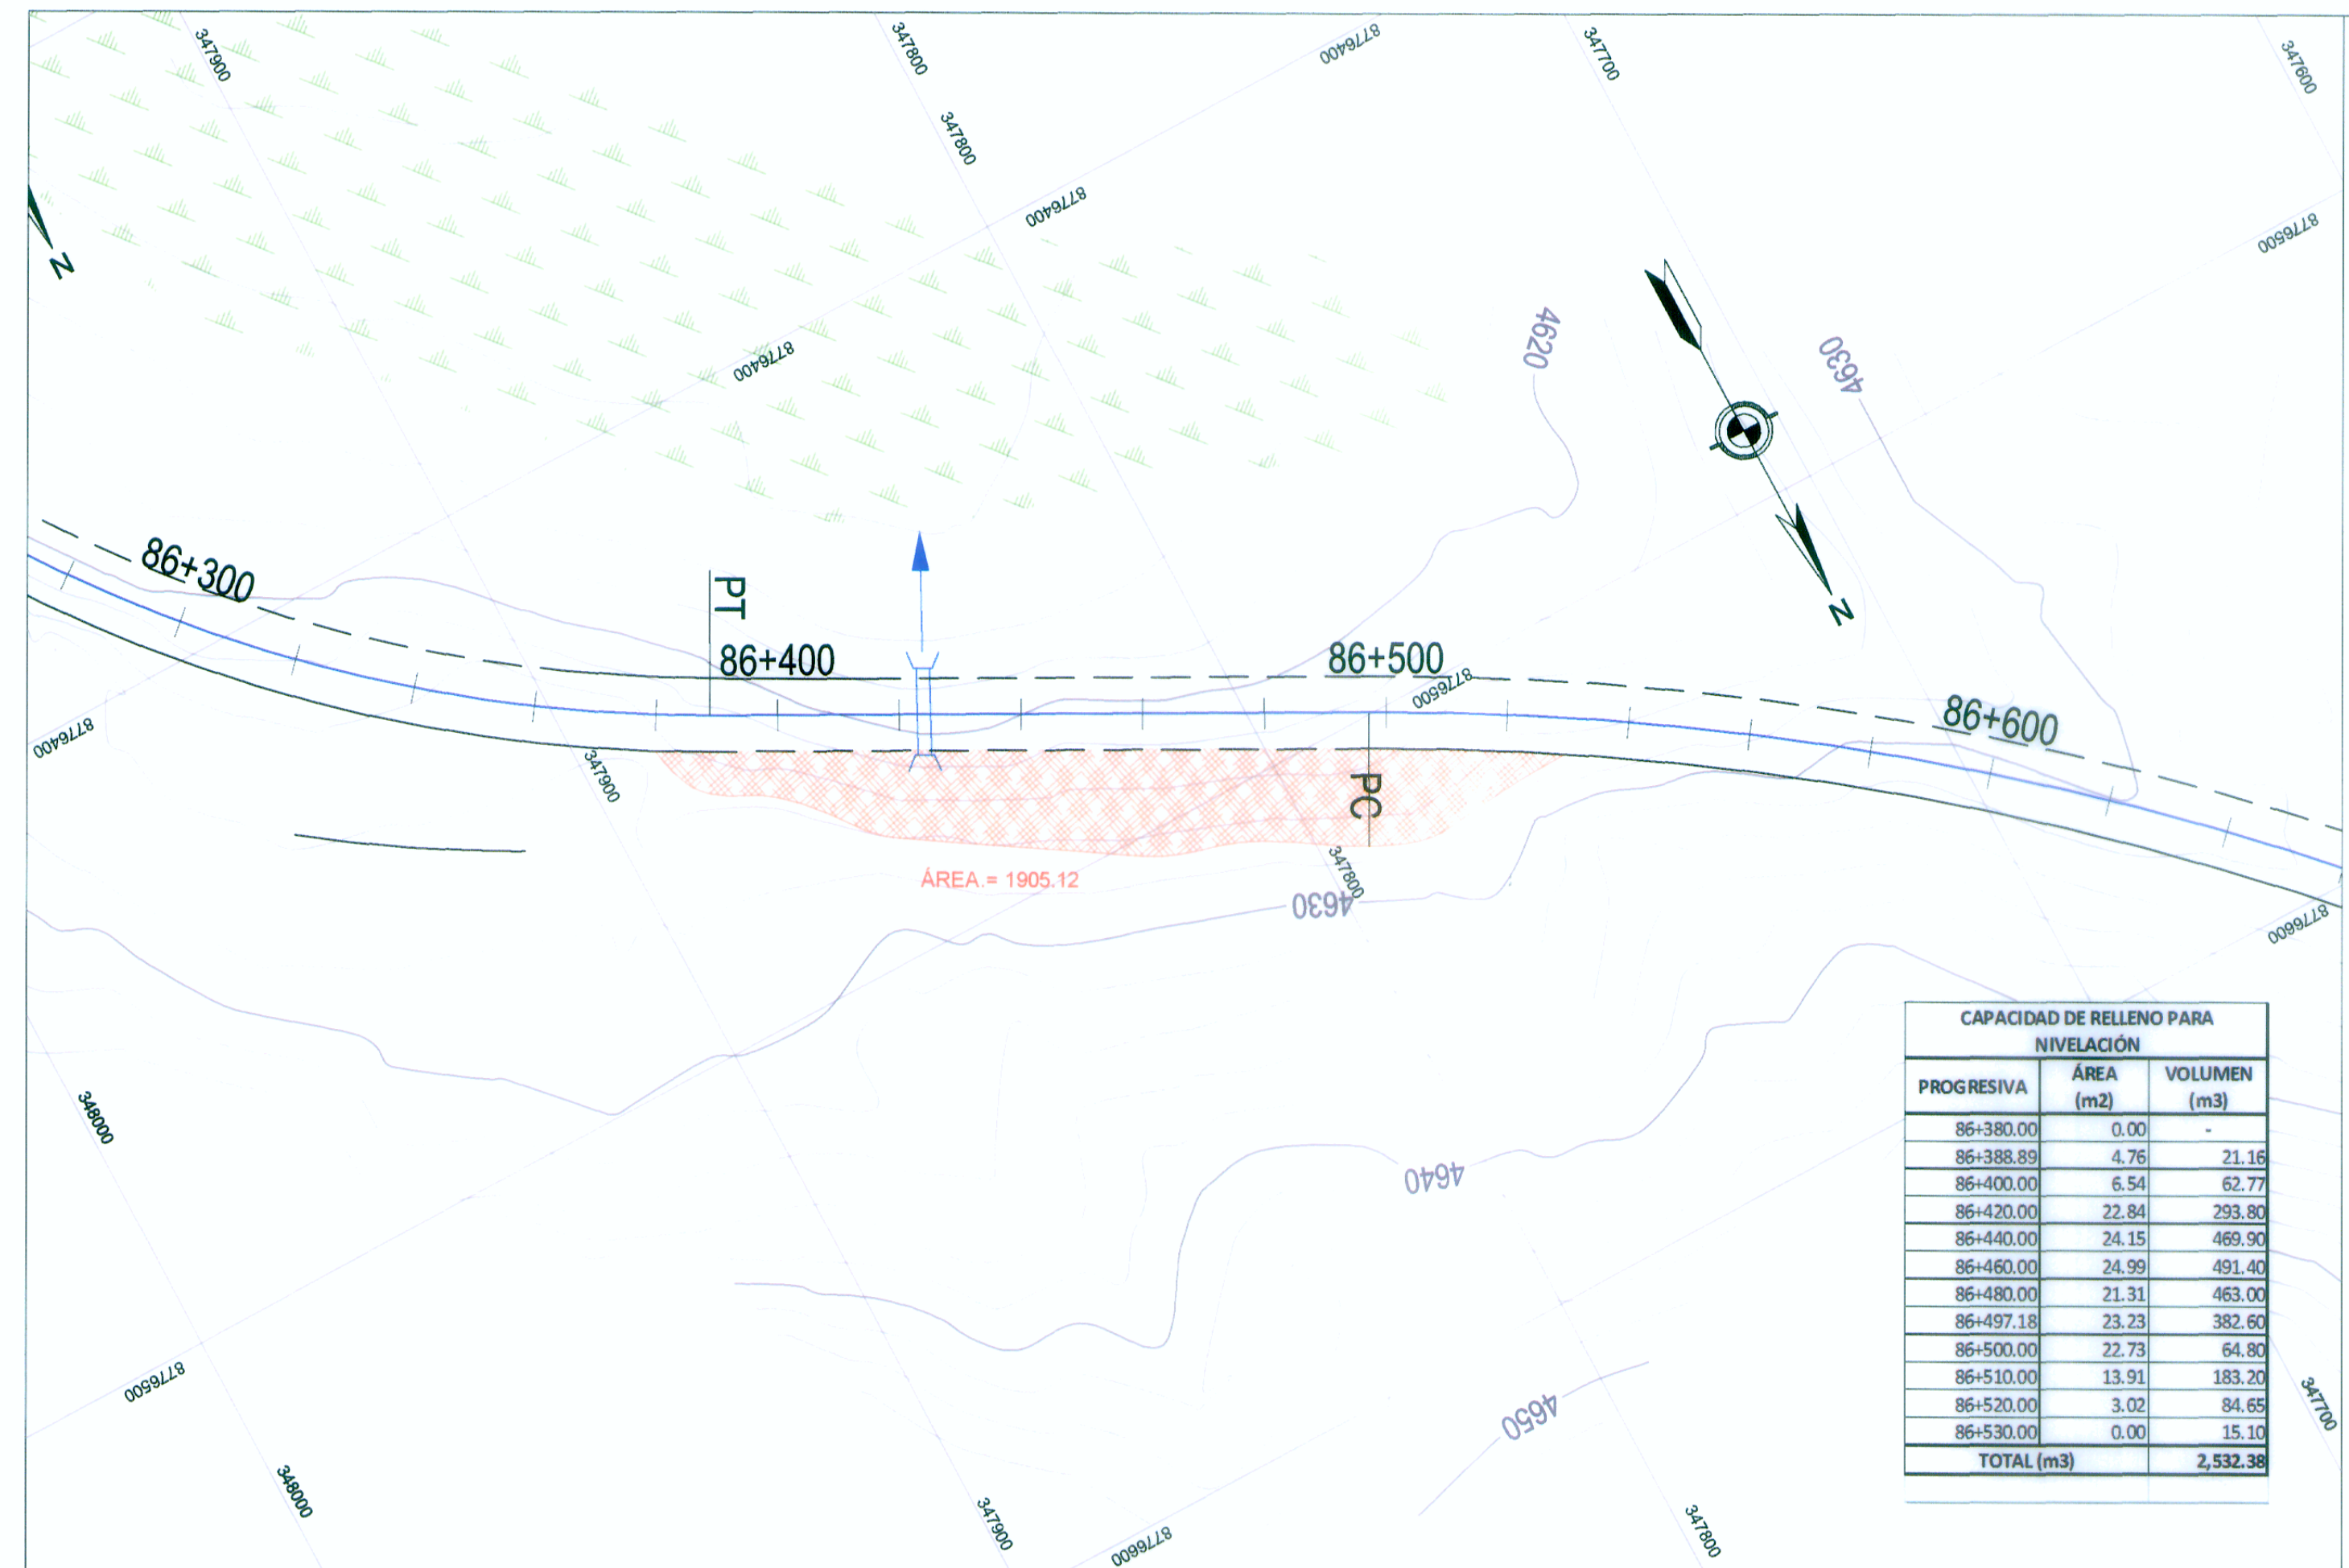 347900
347800
8776400
347700
347600
347800
8776400
8776500
N
4620
4630
8776400
86+300
PT
N
86+400
86+500
8776500
86+600
8776400
347900
PC
347800
ÁREA.= 1905.12
4630
8776600
CAPACIDAD DE RELLENO PARA
NIVELACIÓN
PROGRESIVA ÁREA (m2) VOLUMEN (m3)
86+380.00 0.00 -
86+388.89 4.76 21.16
86+400.00 6.54 62.77
86+420.00 22.84 293.80
86+440.00 24.15 469.90
86+460.00 24.99 491.40
86+480.00 21.31 463.00
86+497.18 23.23 382.60
86+500.00 22.73 64.80
86+510.00 13.91 183.20
86+520.00 3.02 84.65
86+530.00 0.00 15.10
TOTAL (m3) 2,532.38
348000
4640
8776500
4650
347700
348000
347900
8776600
347800